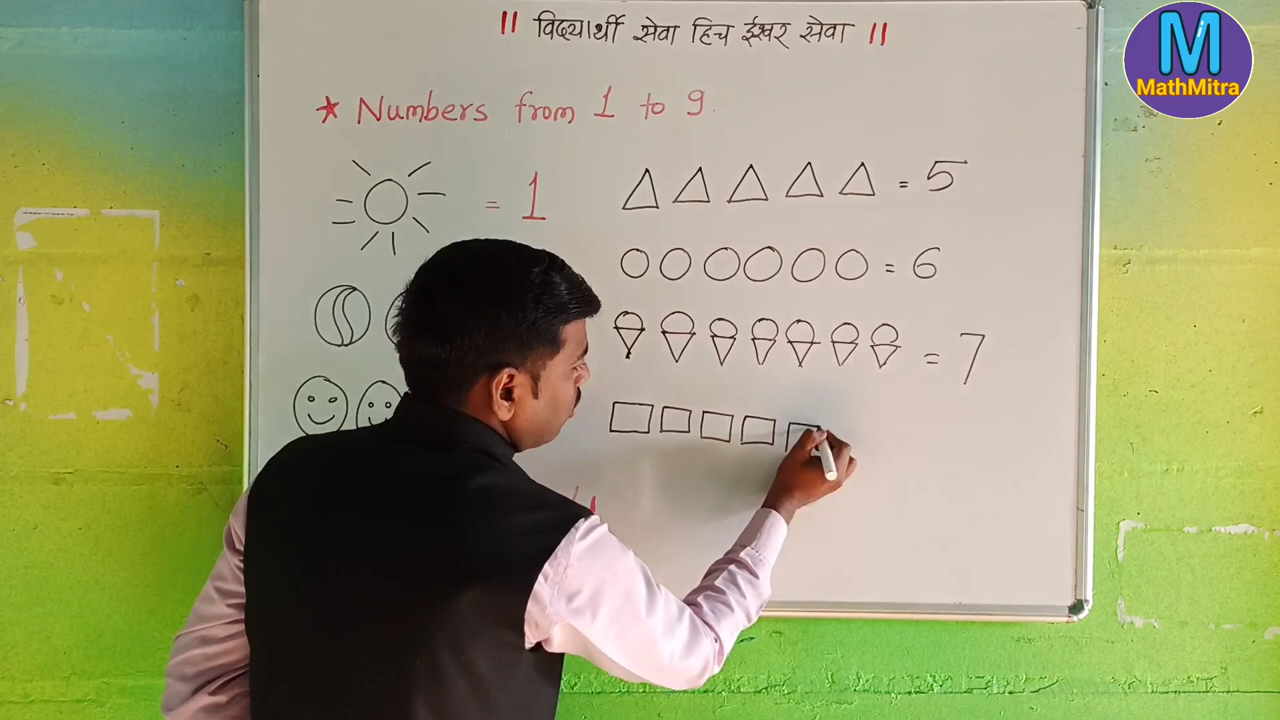 || विद्यार्थी सेवा हिच ईश्वर सेवा ||
M
MathMitra
★ Numbers from 1 to 9.
= 1
= 5
= 6
= 7